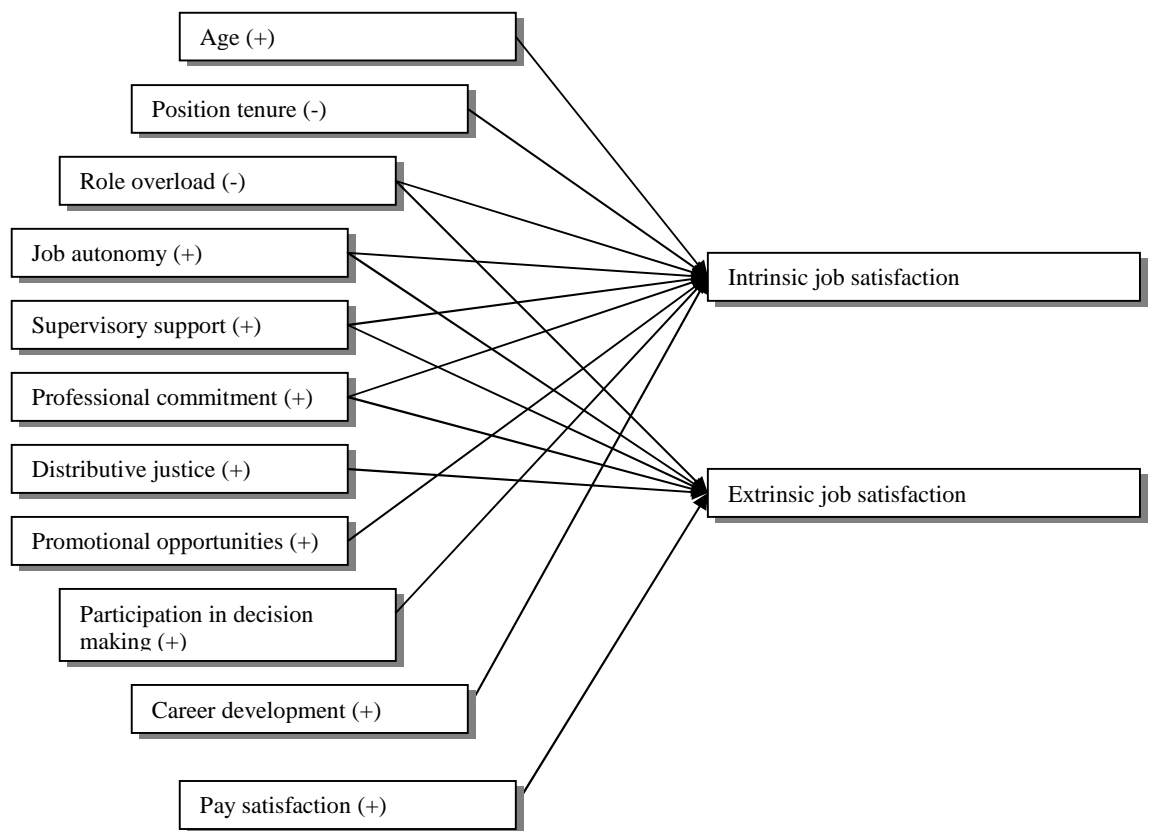 Age (+)
Position tenure (-)
Role overload (-)
Job autonomy (+)
Intrinsic job satisfaction
Supervisory support (+)
Professional commitment (+)
Distributive justice (+)
Extrinsic job satisfaction
Promotional opportunities (+)
Participation in decision
making (+)
Career development (+)
Pay satisfaction (+)